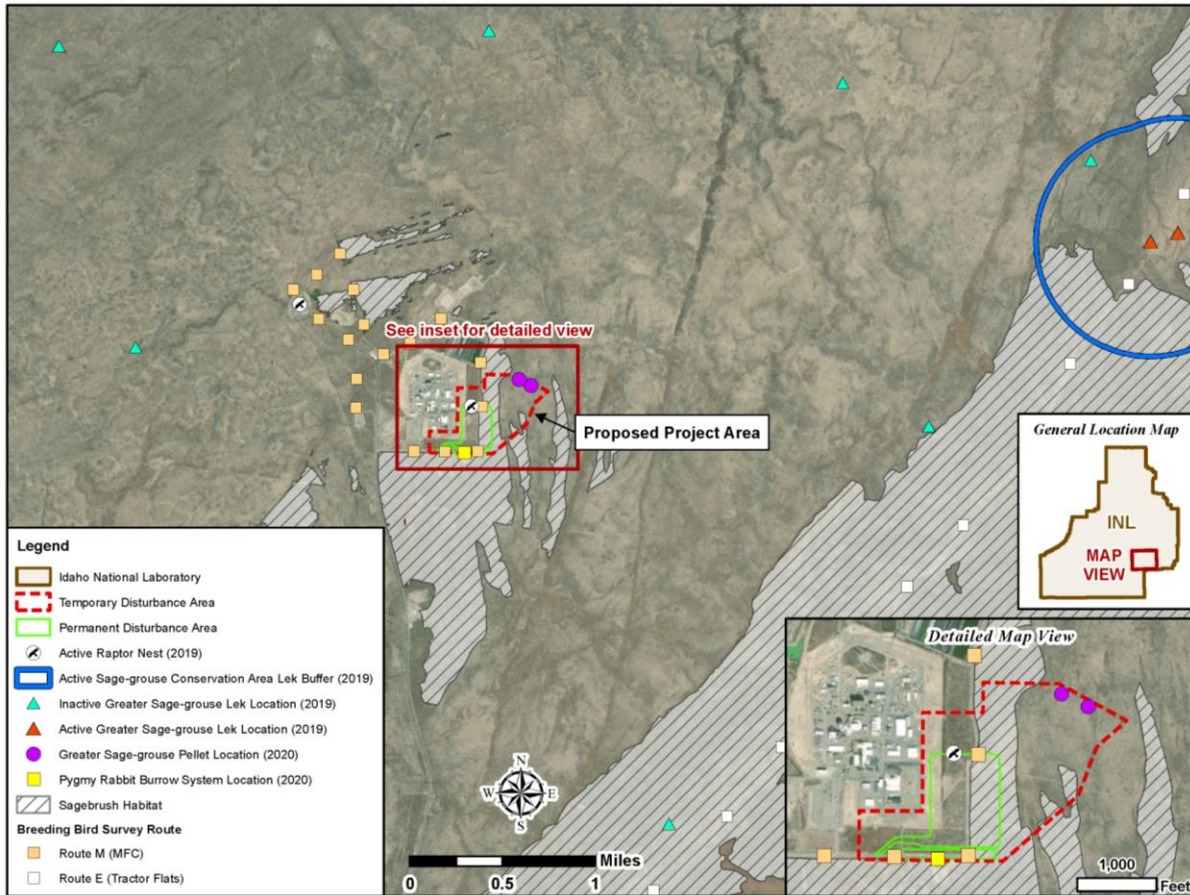 See inset for detailed view
Proposed Project Area
General Location Map
INL
MAP
VIEW
Legend
Idaho National Laboratory
Temporary Disturbance Area
Permanent Disturbance Area
Active Raptor Nest (2019)
Active Sage-grouse Conservation Area Lek Buffer (2019)
Inactive Greater Sage-grouse Lek Location (2019)
Active Greater Sage-grouse Lek Location (2019)
Greater Sage-grouse Pellet Location (2020)
Pygmy Rabbit Burrow System Location (2020)
Sagebrush Habitat
Breeding Bird Survey Route
Route M (MFC)
Route E (Tractor Flats)
N
W E
S
Miles
0 0.5 1
Detailed Map View
1,000
Feet